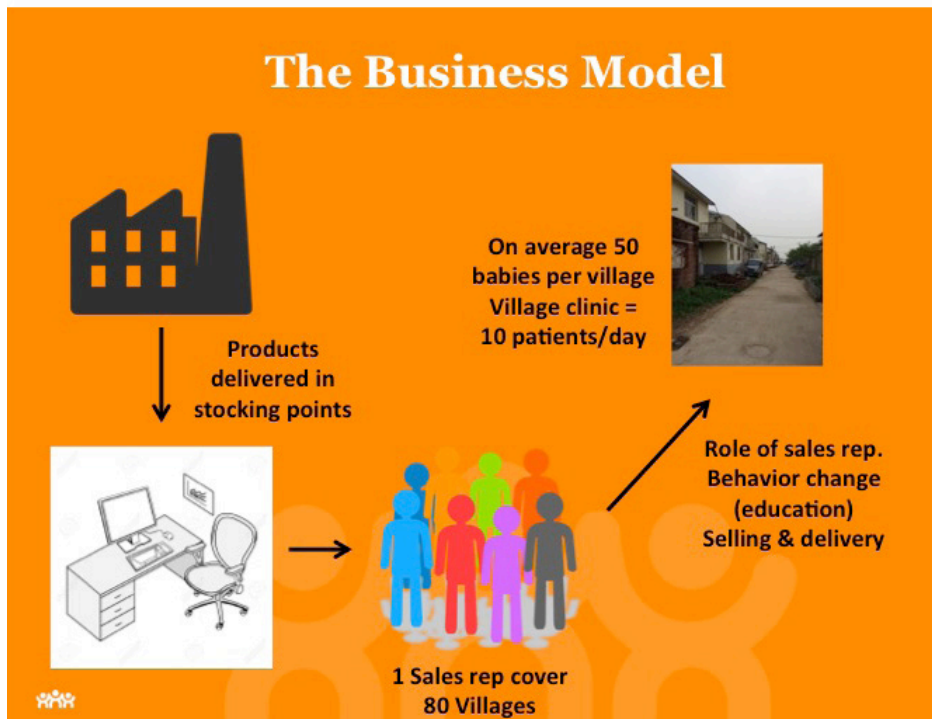 The Business Model
On average 50
babies per village
Village clinic =
10 patients/day
Products
delivered in
stocking points
Role of sales rep.
Behavior change
(education)
Selling & delivery
1 Sales rep cover
80 Villages